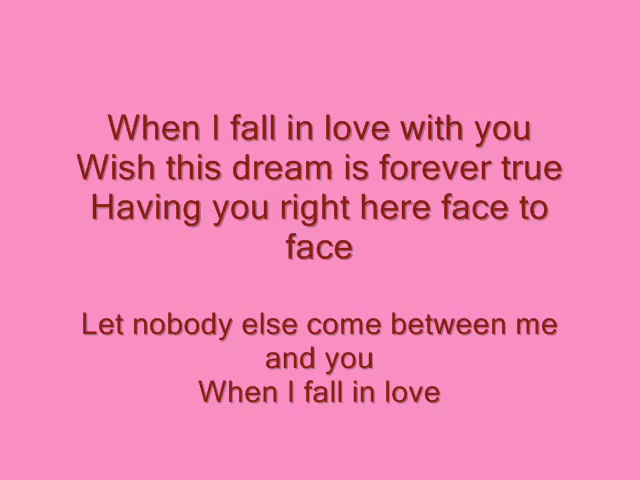 When I fall in love with you
Wish this dream is forever true
Having you right here face to
face
Let nobody else come between me
and you
When I fall in love